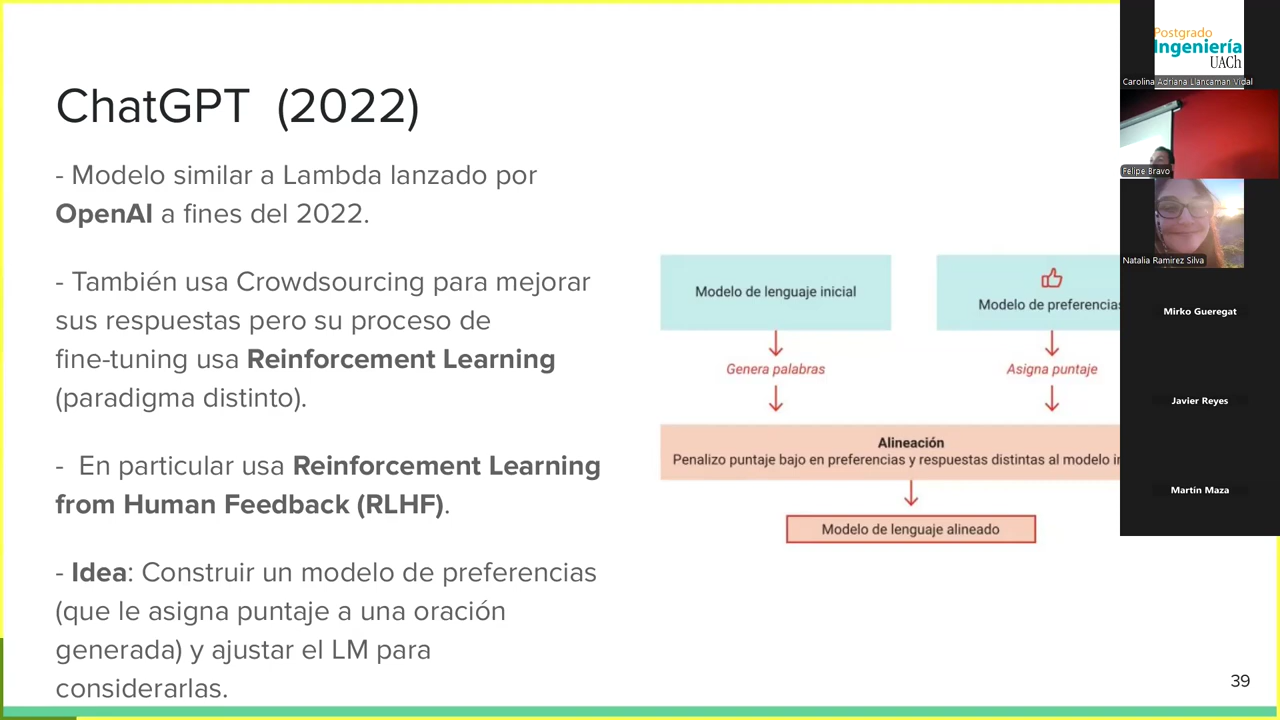 ChatGPT (2022)
- Modelo similar a Lambda lanzado por
OpenAI a fines del 2022.
- También usa Crowdsourcing para mejorar
sus respuestas pero su proceso de
fine-tuning usa Reinforcement Learning
(paradigma distinto).
- En particular usa Reinforcement Learning
from Human Feedback (RLHF).
- Idea: Construir un modelo de preferencias
(que le asigna puntaje a una oración
generada) y ajustar el LM para
considerarlas.
Modelo de lenguaje inicial
Modelo de preferencias
Genera palabras
Asigna puntaje
Alineación
Penalizo puntaje bajo en preferencias y respuestas distintas al modelo
Modelo de lenguaje alineado
39
Postgrado
Ingeniería
UACh
Carolina Adriana Llancaman Vidal
Felipe Bravo
Natalia Ramirez Silva
Mirko Gueregat
Javier Reyes
Martín Maza